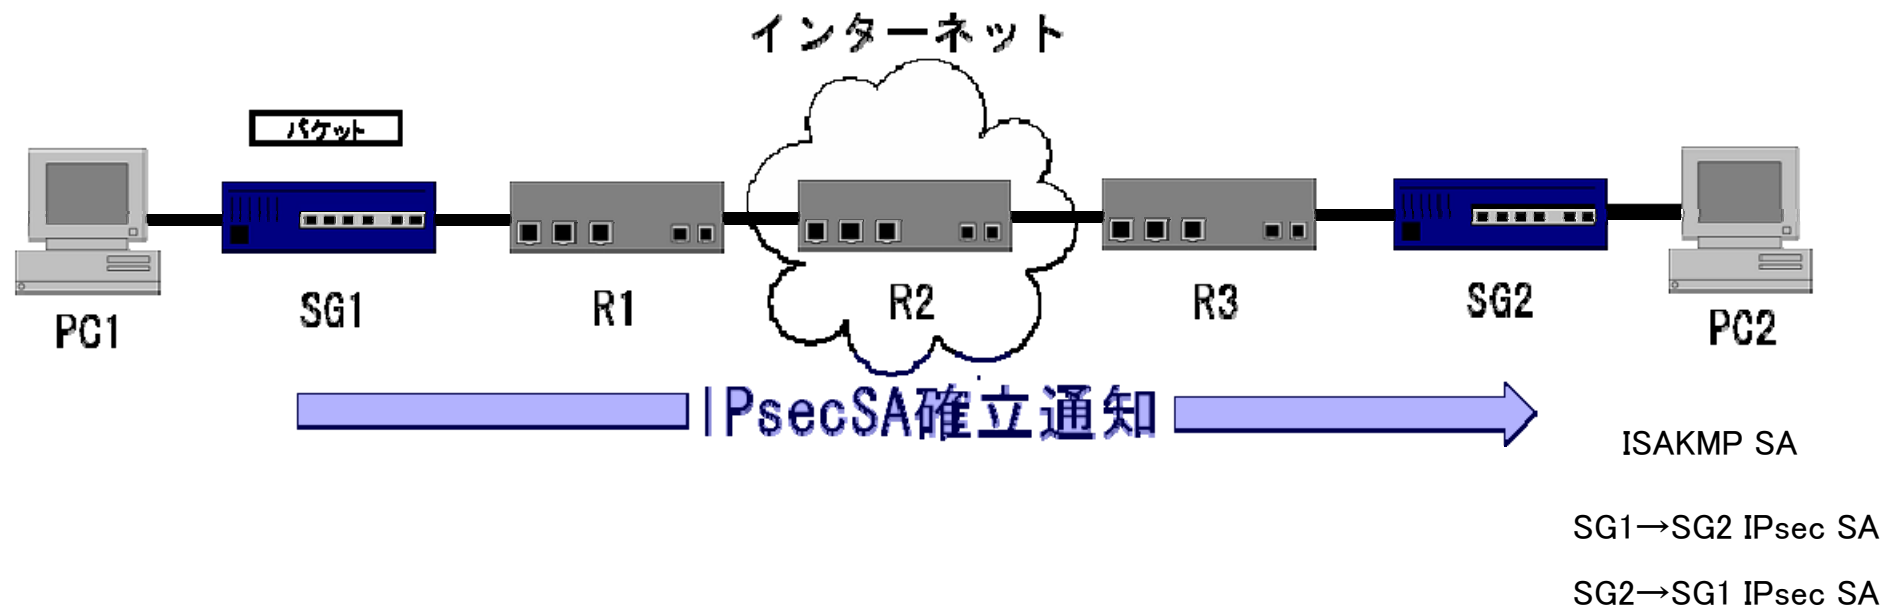 インターネット
パケット
PC1
SG1
R1
R2
R3
SG2
PC2
IPsecSA確立通知
ISAKMP SA
SG1→SG2 IPsec SA
SG2→SG1 IPsec SA